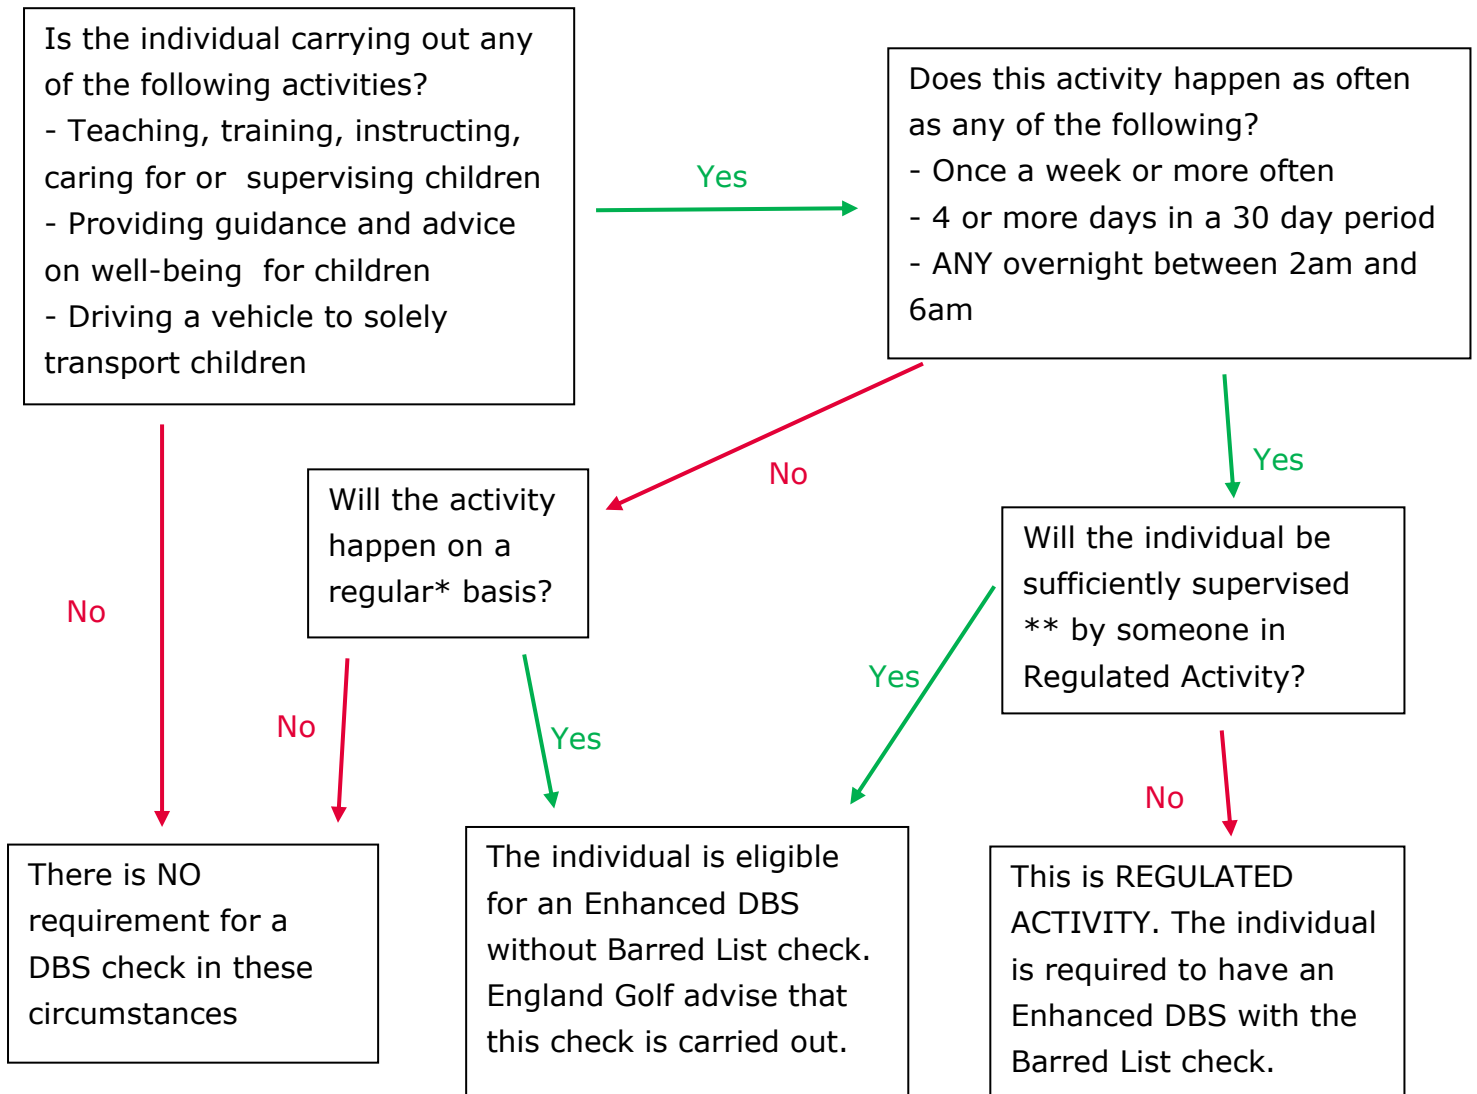 Is the individual carrying out any
of the following activities?
- Teaching, training, instructing,
caring for or  supervising children
- Providing guidance and advice
on well-being  for children
- Driving a vehicle to solely
transport children
Yes
Does this activity happen as often
as any of the following?
- Once a week or more often
- 4 or more days in a 30 day period
- ANY overnight between 2am and
6am
No
No
Yes
Will the activity
happen on a
regular* basis?
Will the individual be
sufficiently supervised
** by someone in
Regulated Activity?
No
Yes
Yes
No
There is NO
requirement for a
DBS check in these
circumstances
The individual is eligible
for an Enhanced DBS
without Barred List check.
England Golf advise that
this check is carried out.
This is REGULATED
ACTIVITY. The individual
is required to have an
Enhanced DBS with the
Barred List check.